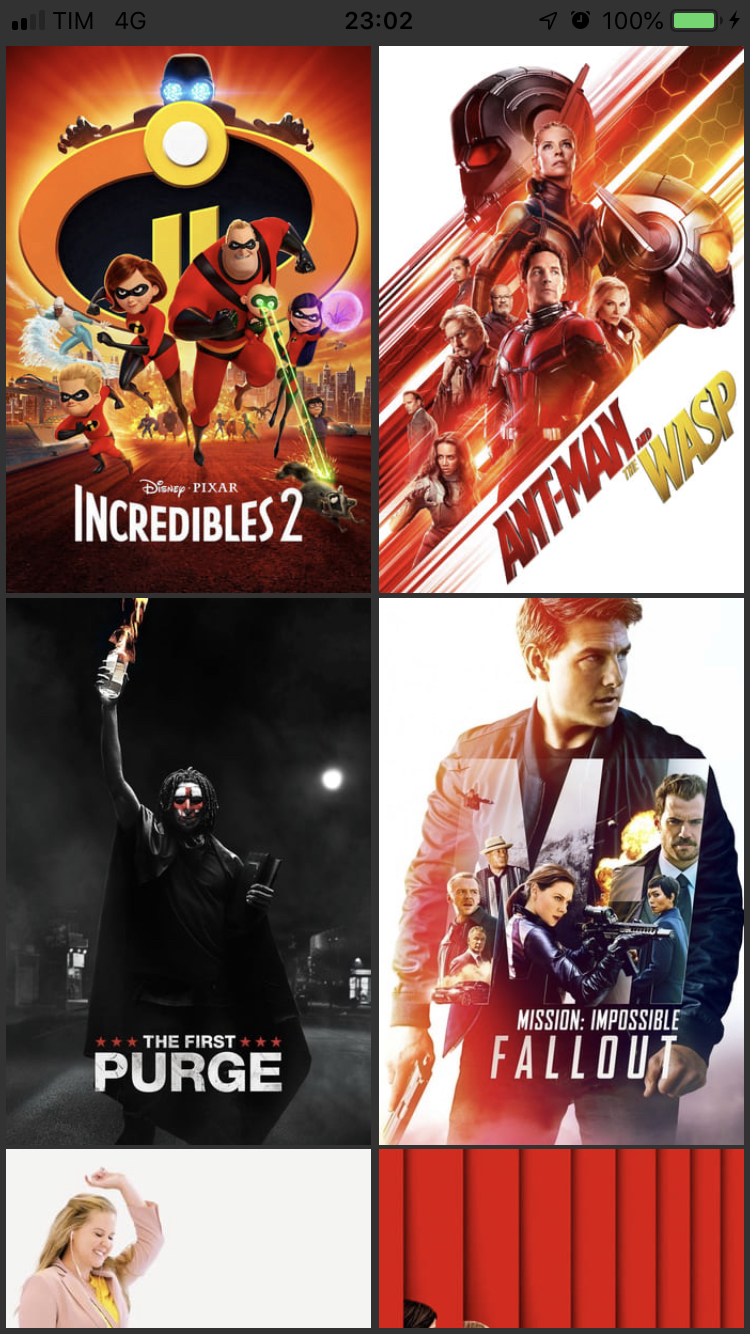 TIM 4G 23:02 100%
Disney · PIXAR
INCREDIBLES 2
ANT-MAN AND
THE WASP
THE FIRST
PURGE
MISSION: IMPOSSIBLE
FALLOUT